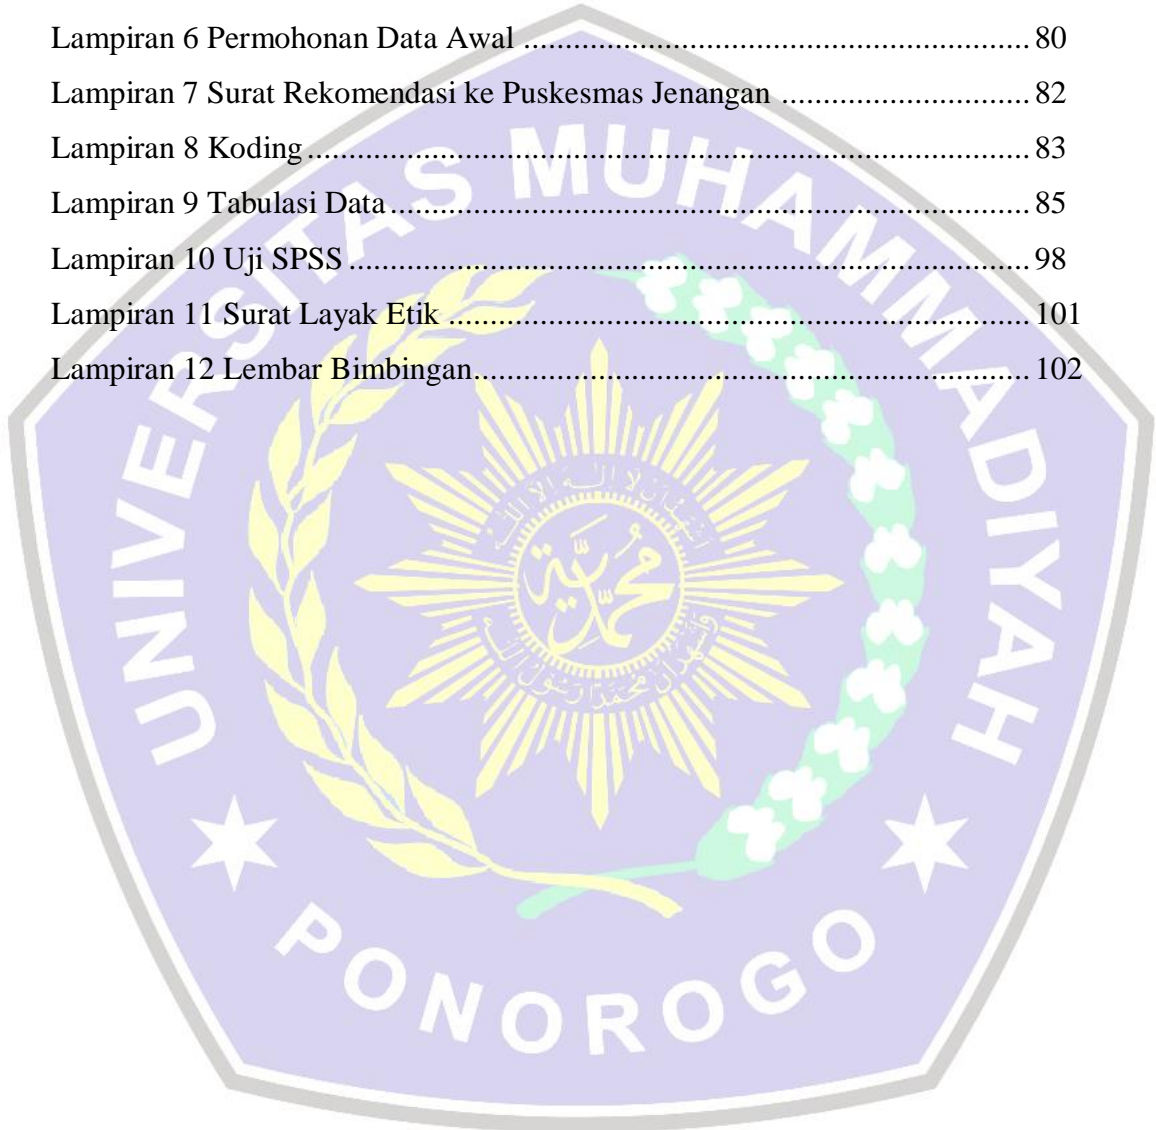 Lampiran 6 Permohonan Data Awal ............................................................... 80
Lampiran 7 Surat Rekomendasi ke Puskesmas Jenangan ............................... 82
Lampiran 8 Koding .......................................................................................... 83
Lampiran 9 Tabulasi Data ................................................................................ 85
Lampiran 10 Uji SPSS ..................................................................................... 98
Lampiran 11 Surat Layak Etik ......................................................................... 101
Lampiran 12 Lembar Bimbingan...................................................................... 102
UNIVERSITAS MUHAMMADIYAH
PONOROGO